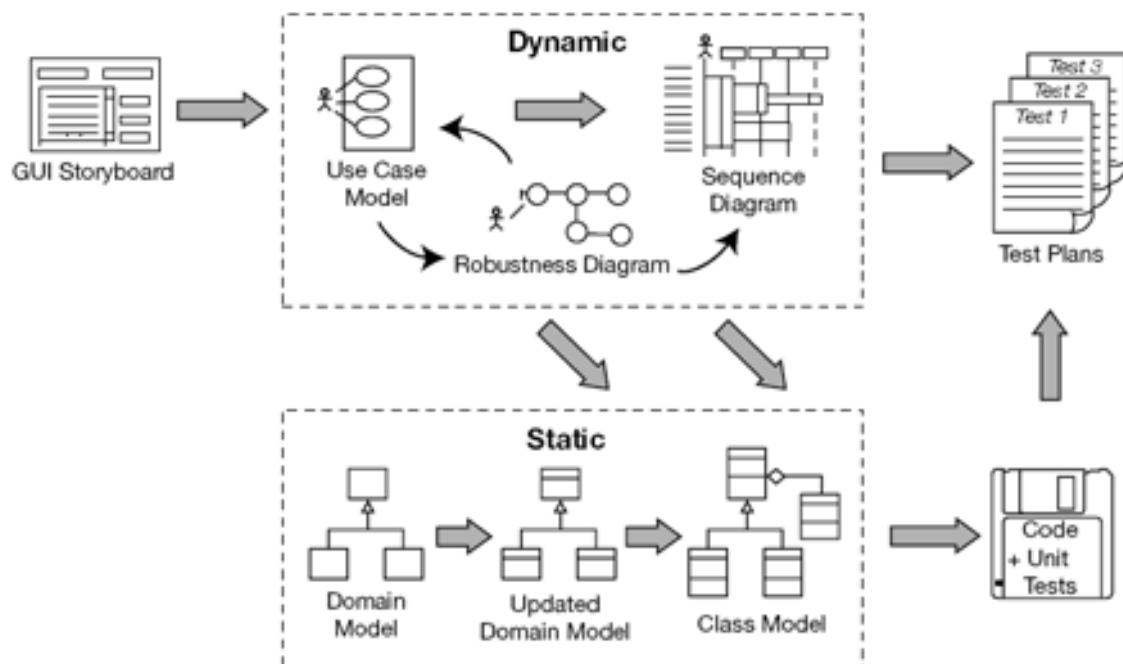 Dynamic
GUI Storyboard
Use Case
Model
Sequence
Diagram
Robustness Diagram
Test 3
Test 2
Test 1
Test Plans
Static
Domain
Model
Updated
Domain Model
Class Model
Code
+ Unit
Tests